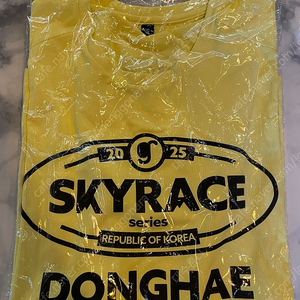 20 g '25
SKYRACE
series
REPUBLIC OF KOREA
DONGHAE